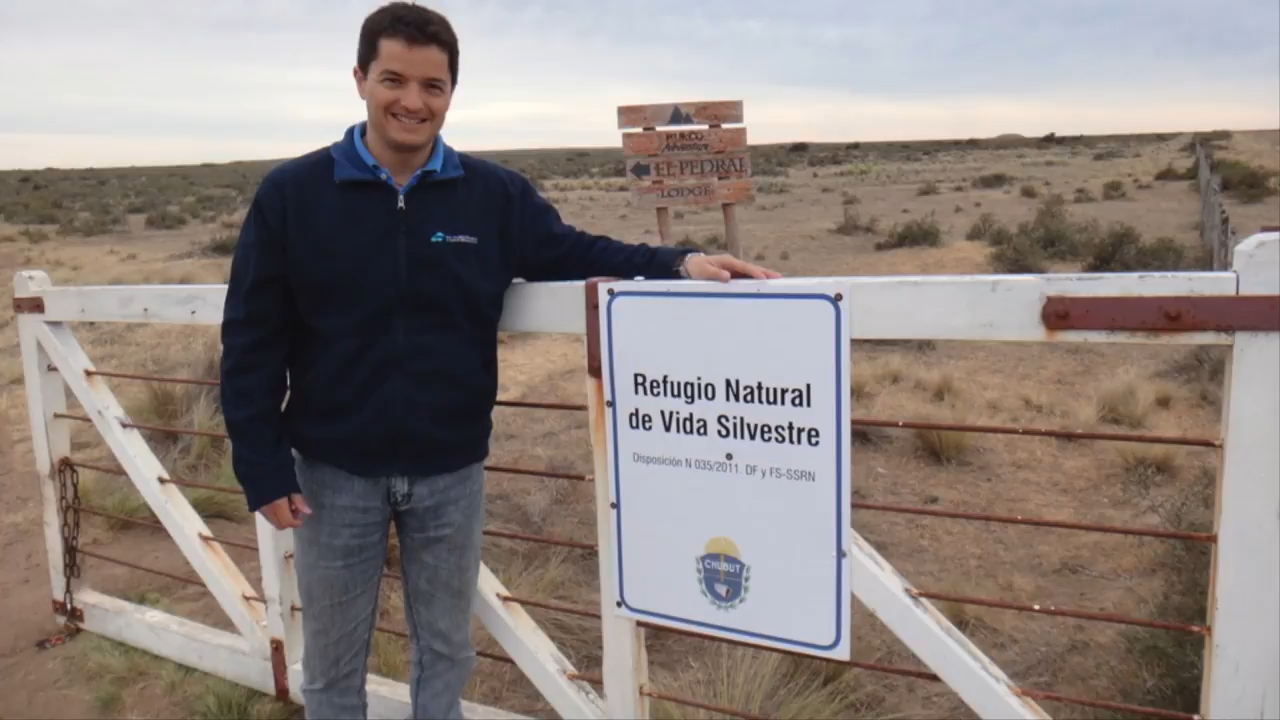 EL PEDRAL
LODGE
Refugio Natural
de Vida Silvestre
Disposición N 035/2011. DF y FS-SSRN
CHUBUT